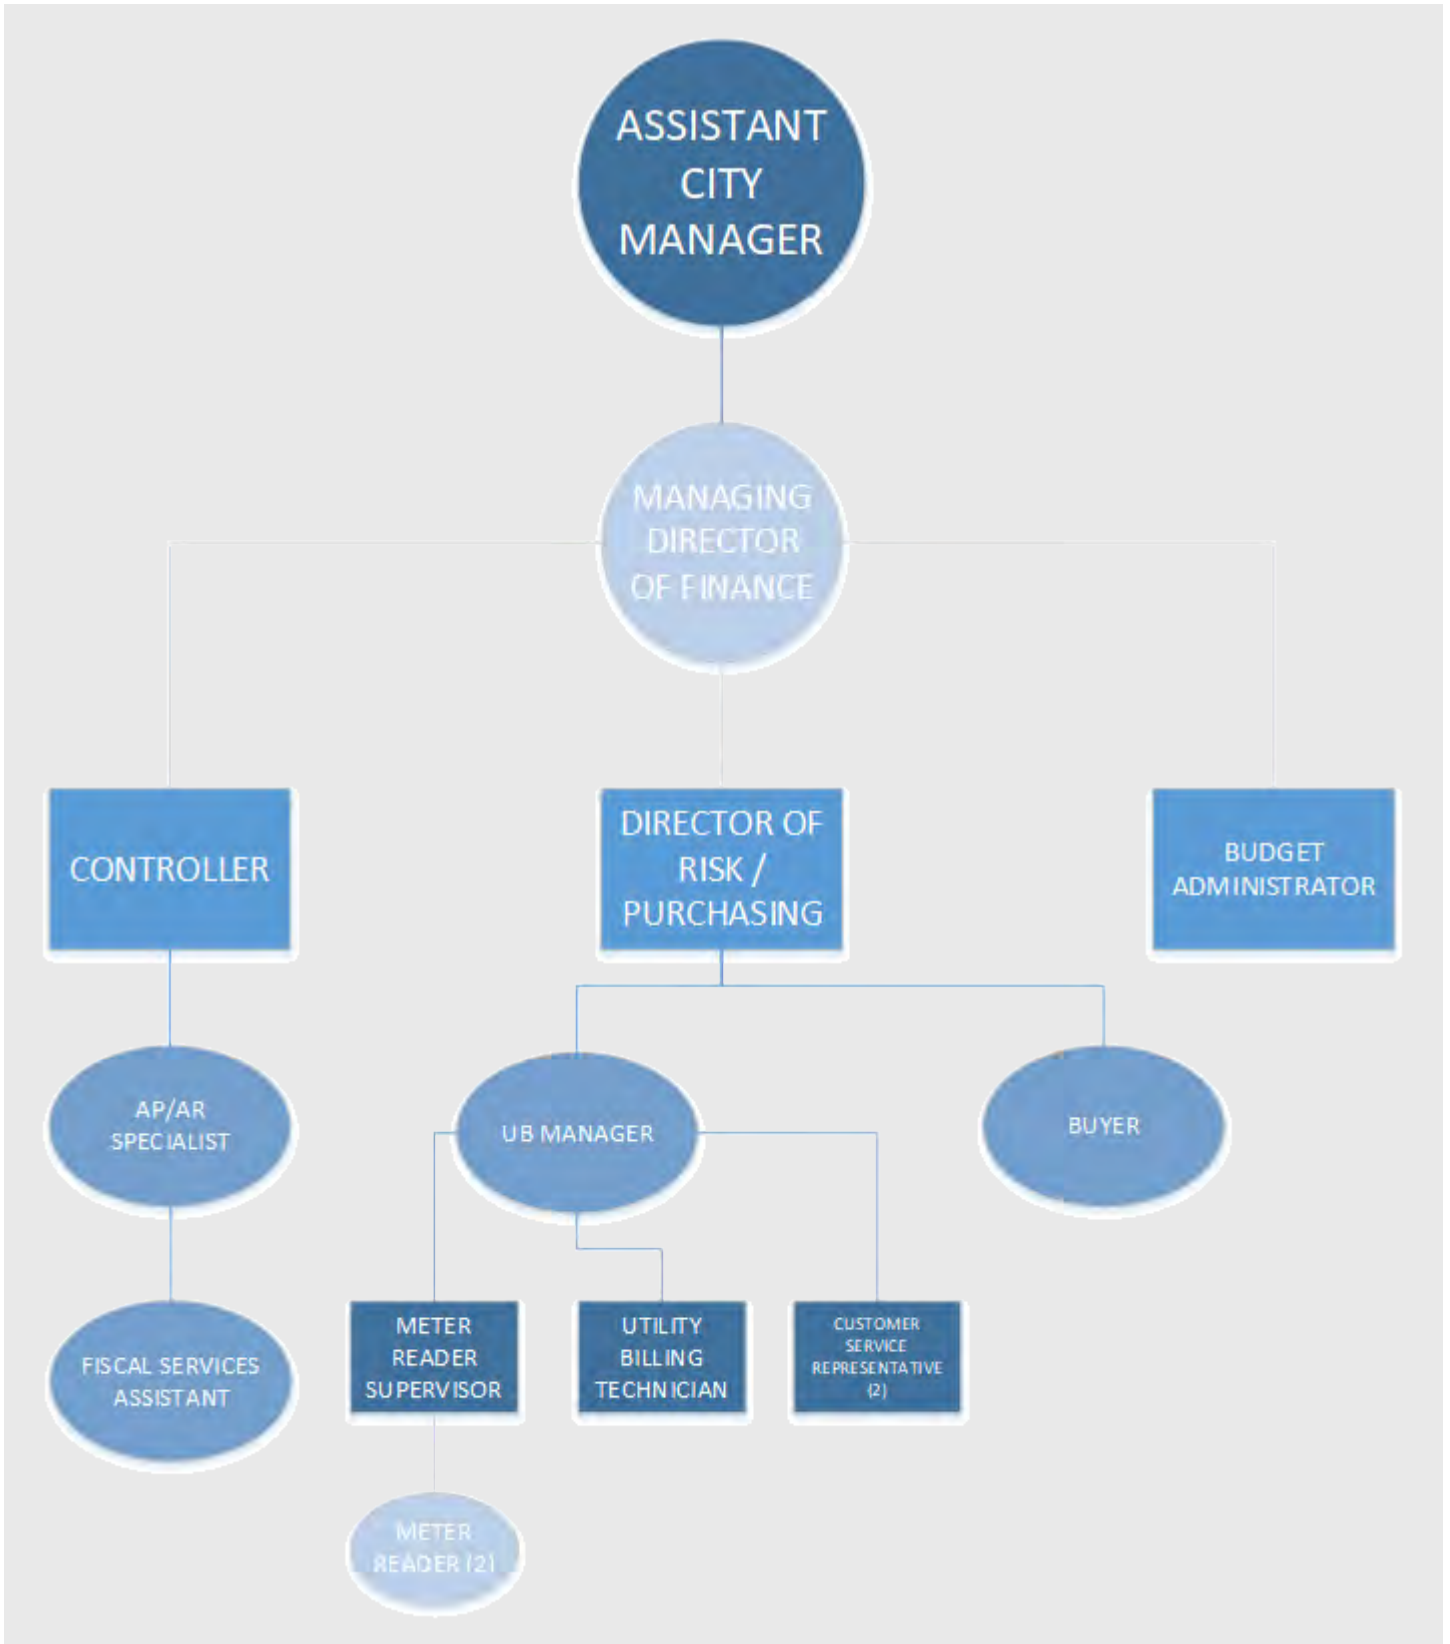 ASSISTANT
CITY
MANAGER
MANAGING
DIRECTOR
OF FINANCE
CONTROLLER
DIRECTOR OF
RISK /
PURCHASING
BUDGET
ADMINISTRATOR
AP/AR
SPECIALIST
UB MANAGER
BUYER
FISCAL SERVICES
ASSISTANT
METER
READER
SUPERVISOR
UTILITY
BILLING
TECHNICIAN
CUSTOMER
SERVICE
REPRESENTATIVE
(2)
METER
READER (2)